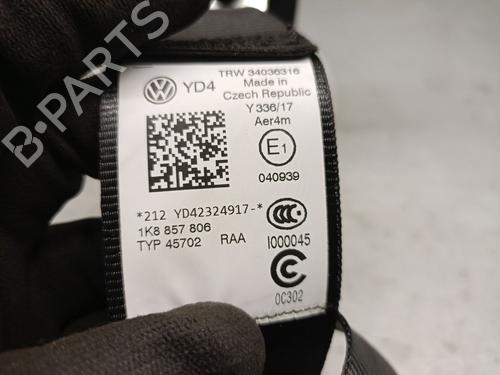 TRW 34036316
YD4
Made in
Czech Republic
Y 336/17
Aer4m
E1
040939
*212 YD42324917-*
1K8 857 806
TYP 45702 RAA
I000045
0C302
B-PARTS